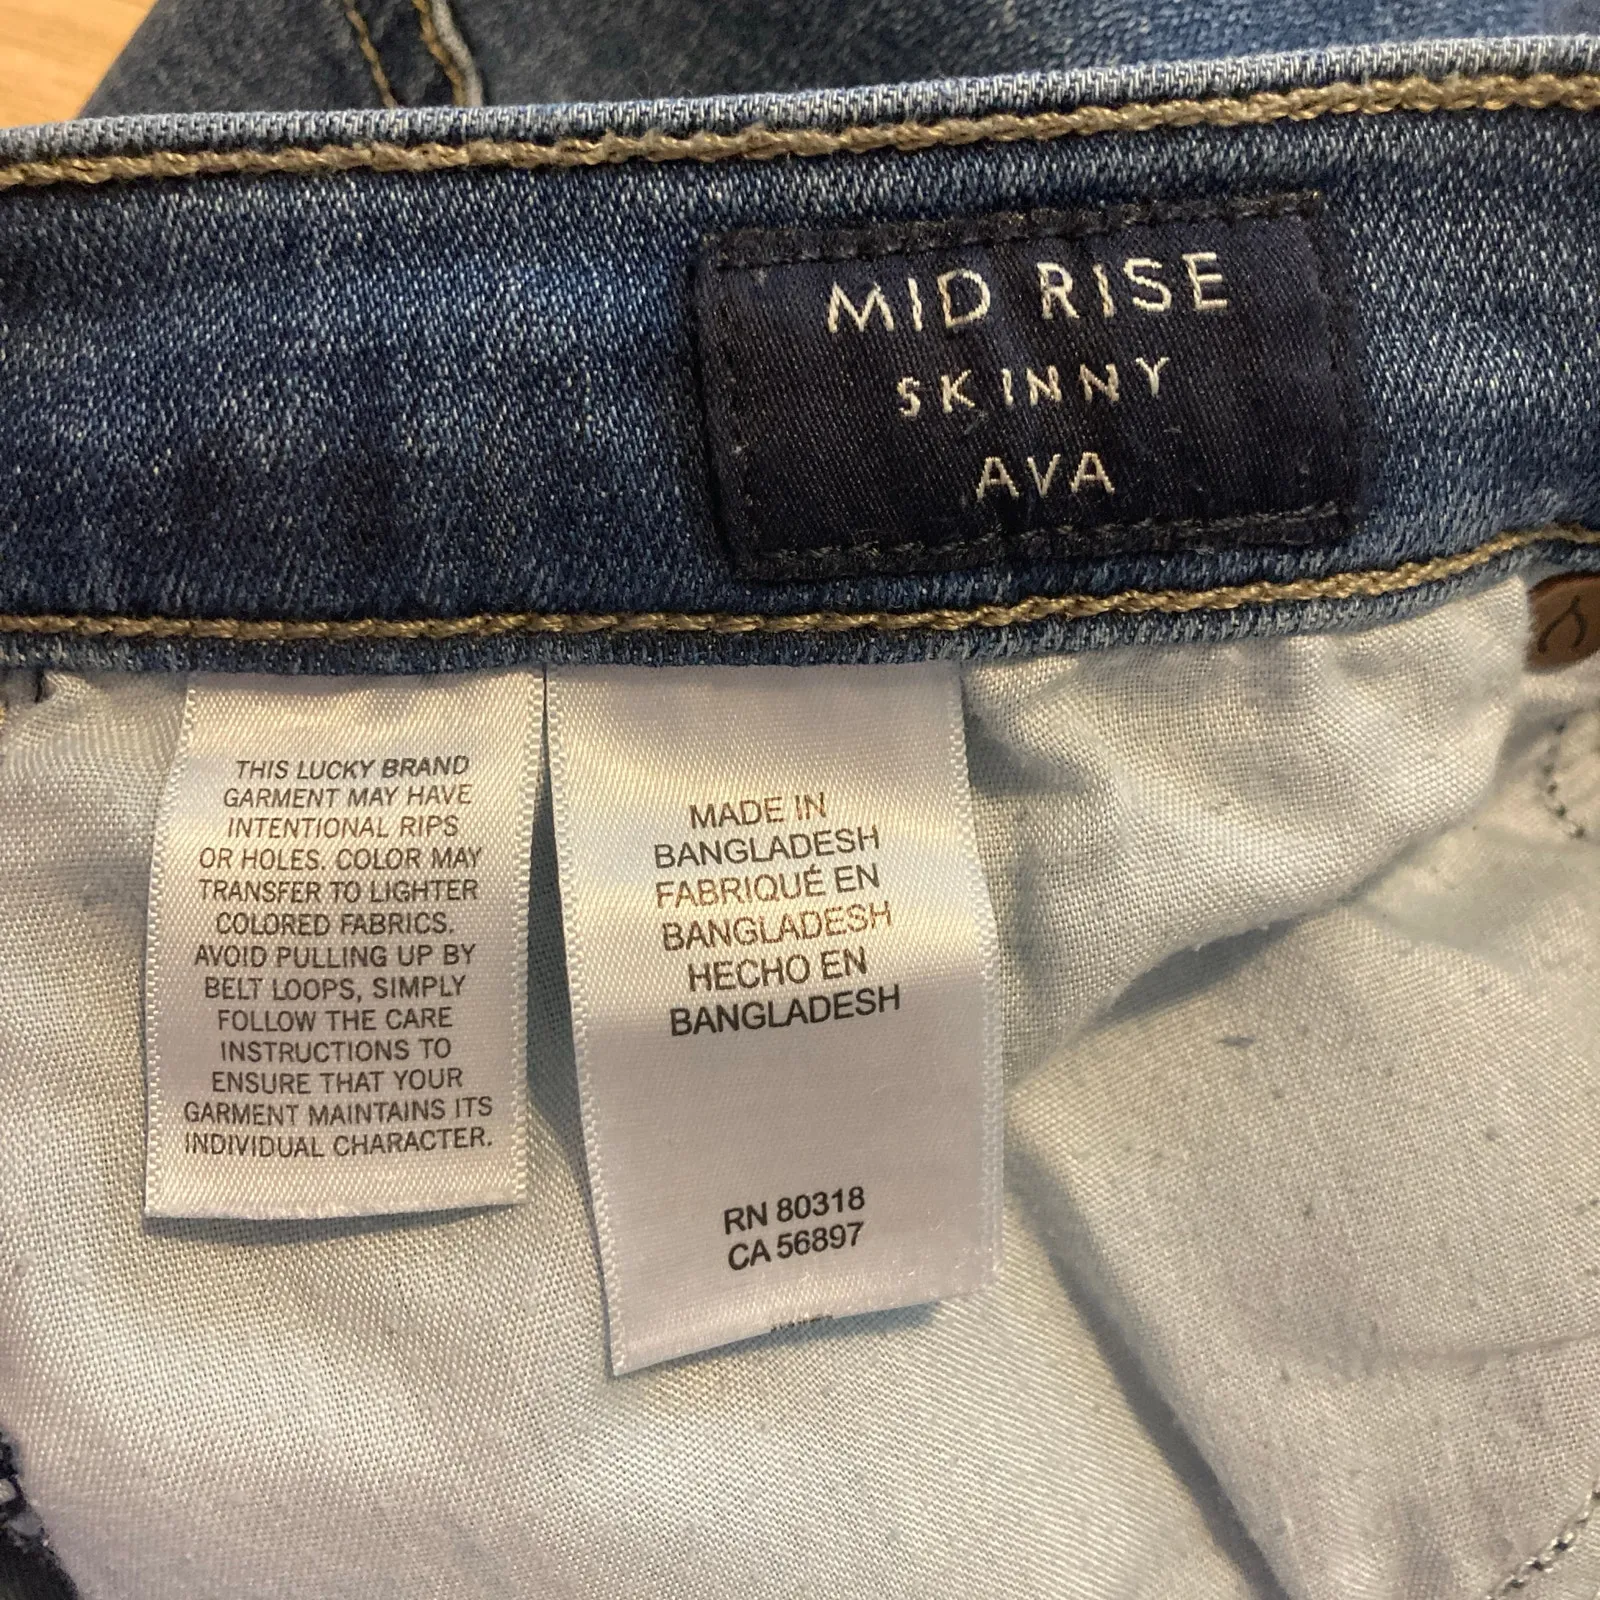 MID RISE
SKINNY
AVA
THIS LUCKY BRAND
GARMENT MAY HAVE
INTENTIONAL RIPS
OR HOLES. COLOR MAY
TRANSFER TO LIGHTER
COLORED FABRICS.
AVOID PULLING UP BY
BELT LOOPS, SIMPLY
FOLLOW THE CARE
INSTRUCTIONS TO
ENSURE THAT YOUR
GARMENT MAINTAINS ITS
INDIVIDUAL CHARACTER.
MADE IN
BANGLADESH
FABRIQUÉ EN
BANGLADESH
HECHO EN
BANGLADESH
RN 80318
CA 56897